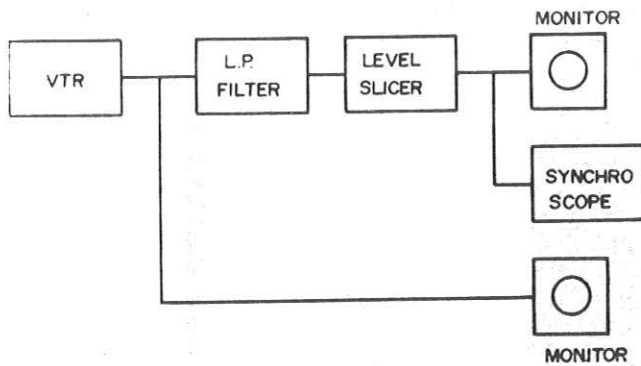 MONITOR
VTR
L.P.
FILTER
LEVEL
SLICER
SYNCHRO
SCOPE
MONITOR